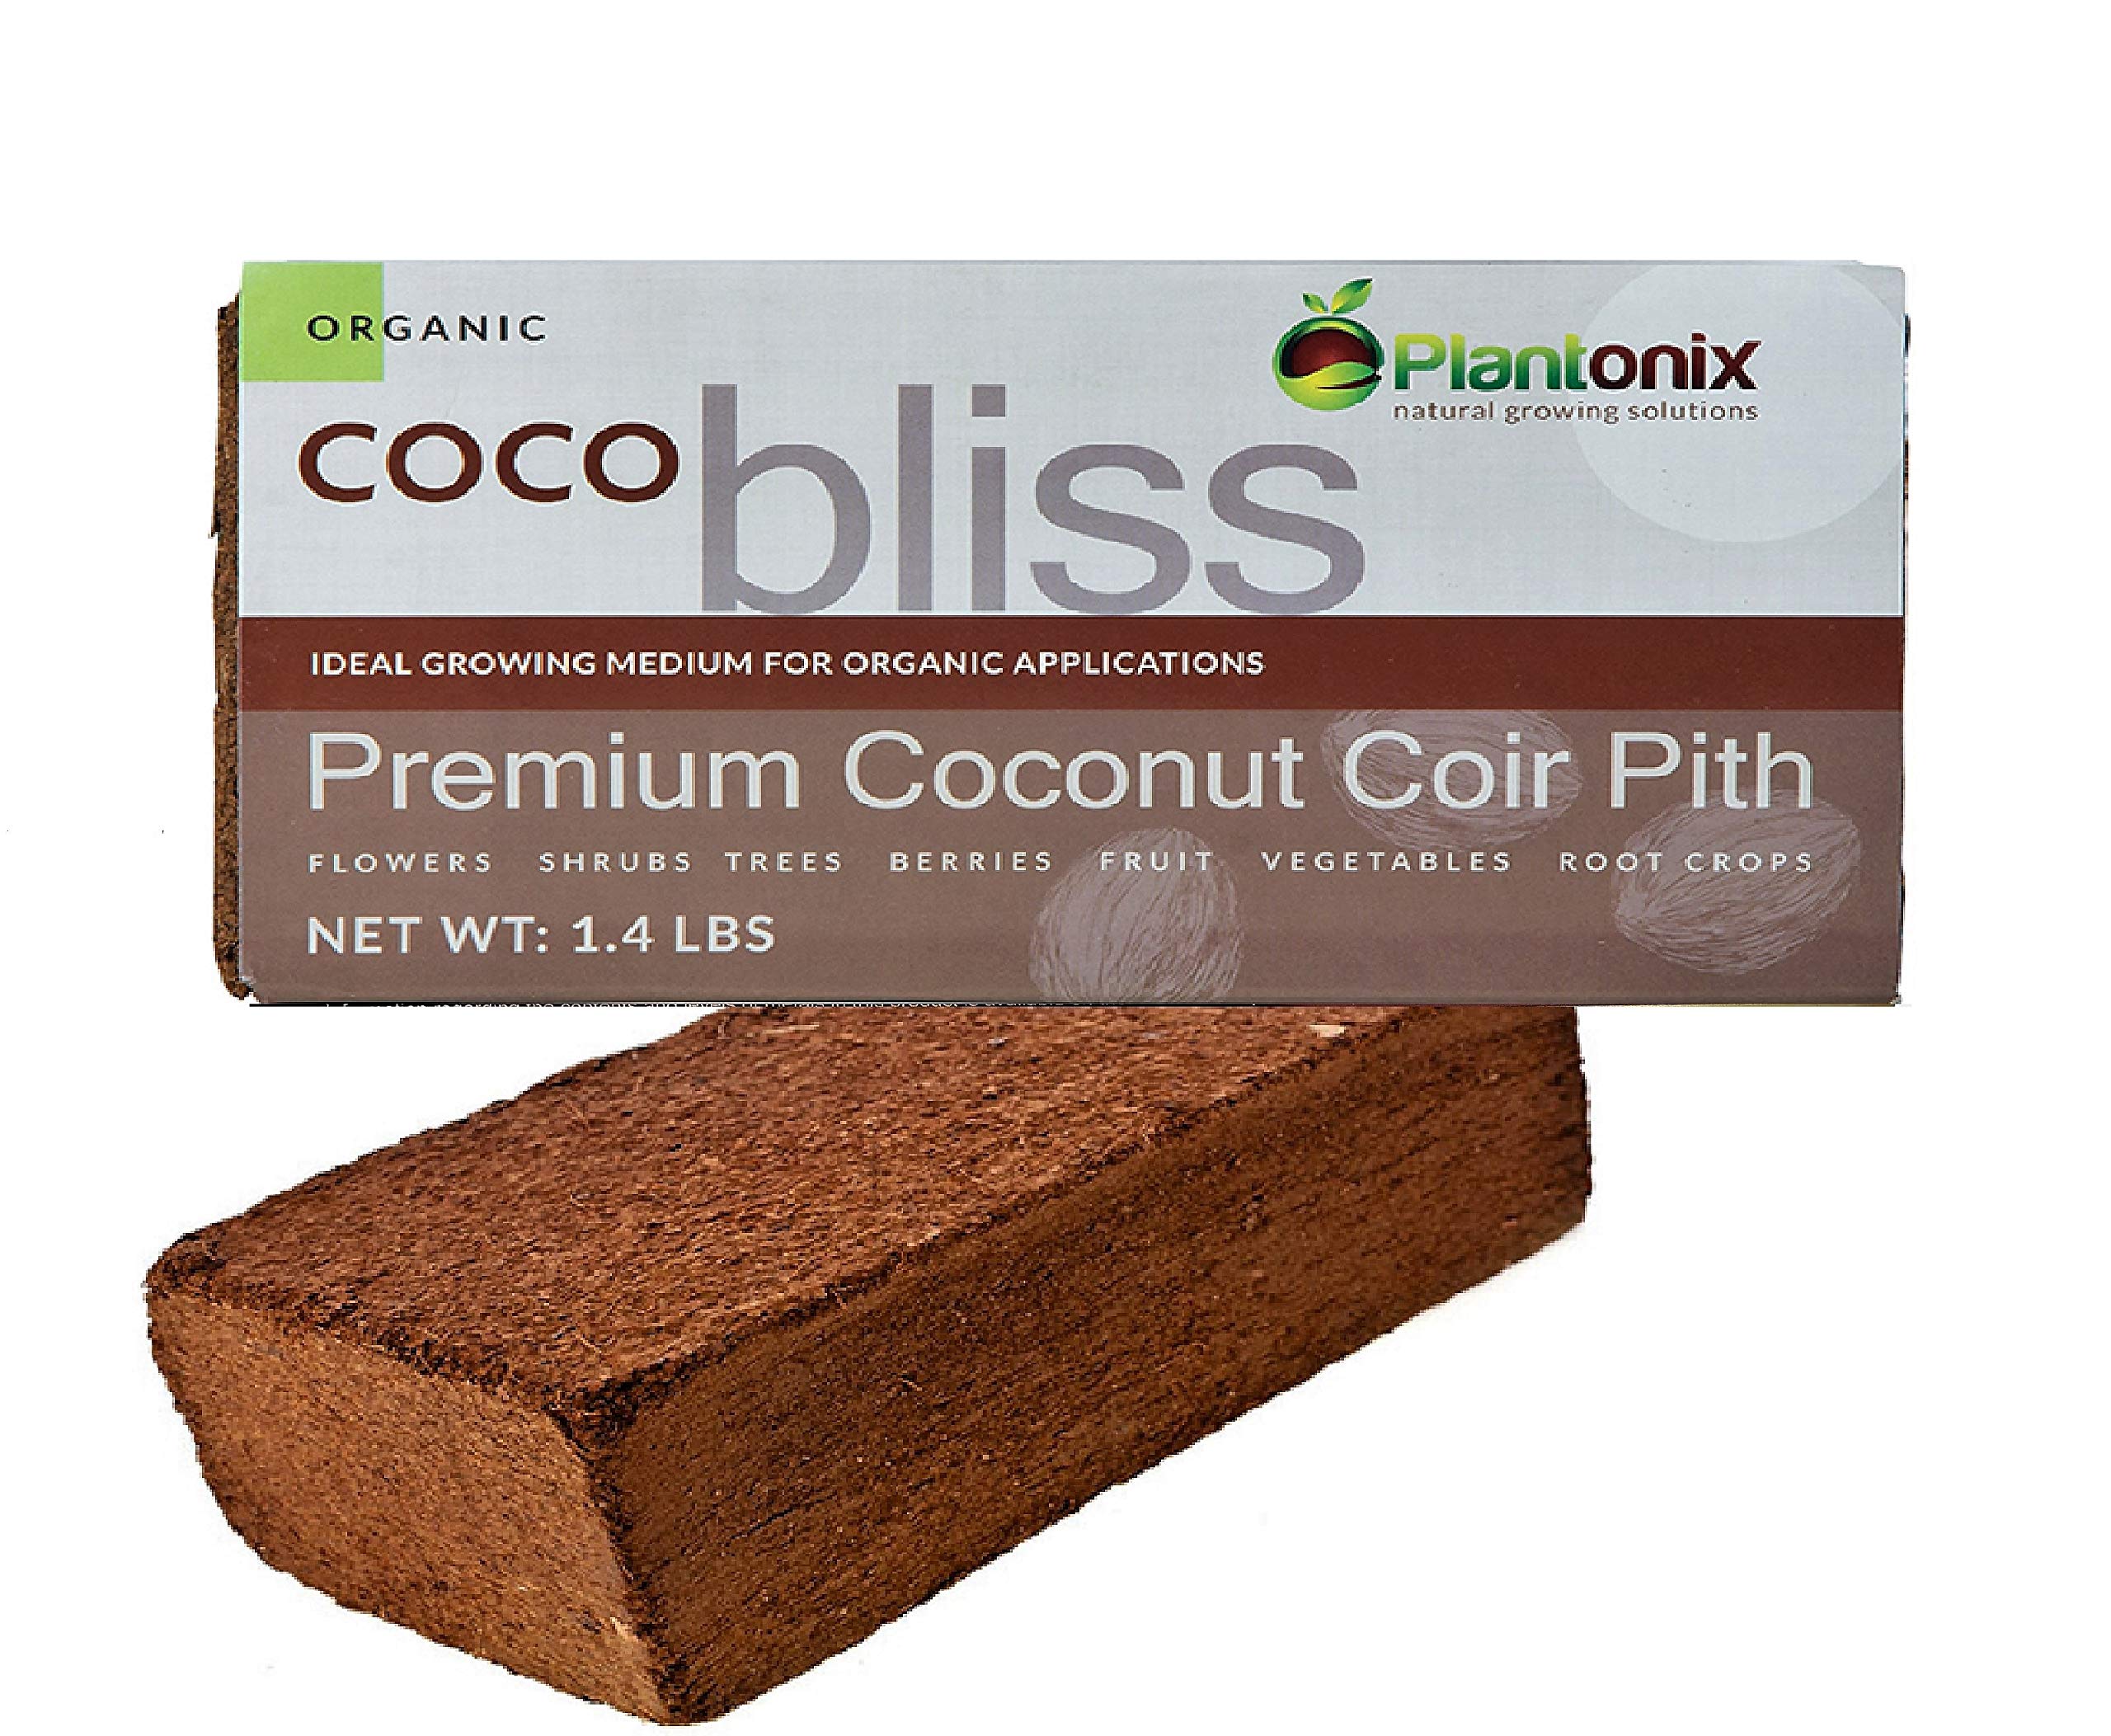 ORGANIC
Plantonix
natural growing solutions
coco bliss
IDEAL GROWING MEDIUM FOR ORGANIC APPLICATIONS
Premium Coconut Coir Pith
FLOWERS SHRUBS TREES BERRIES FRUIT VEGETABLES ROOT CROPS
NET WT: 1.4 LBS